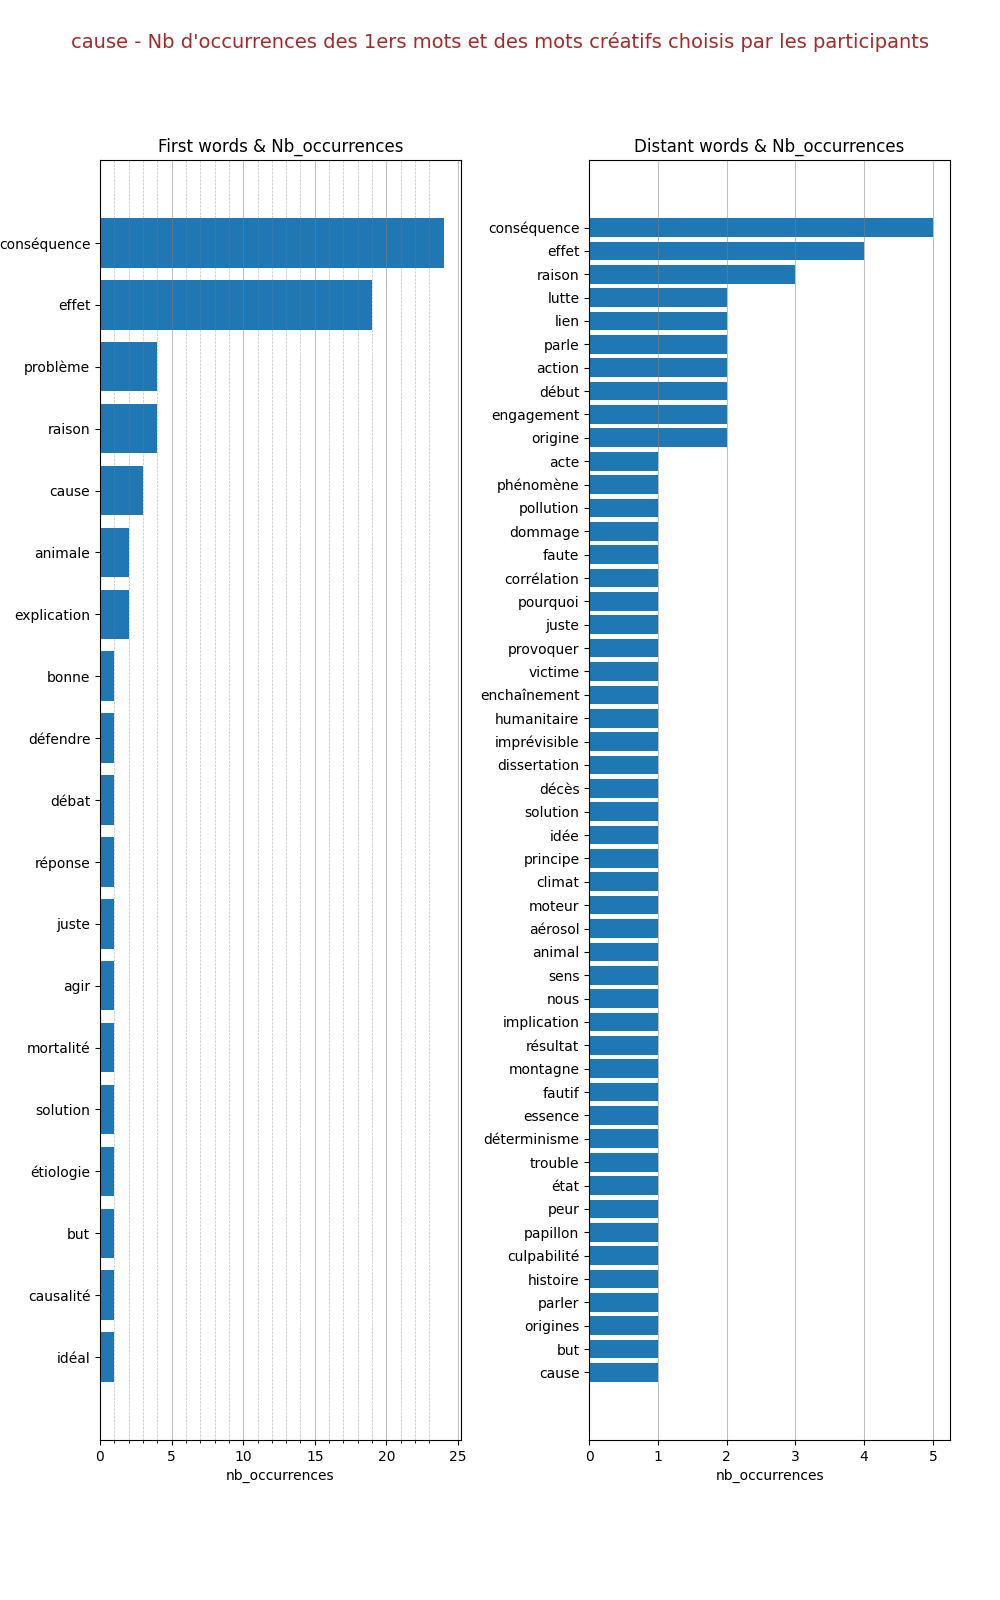 cause - Nb d'occurrences des 1ers mots et des mots créatifs choisis par les participants
First words & Nb_occurrences
conséquence
effet
problème
raison
cause
animale
explication
bonne
défendre
débat
réponse
juste
agir
mortalité
solution
étiologie
but
causalité
idéal
0 5 10 15 20 25
nb_occurrences
Distant words & Nb_occurrences
conséquence
effet
raison
lutte
lien
parle
action
début
engagement
origine
acte
phénomène
pollution
dommage
faute
corrélation
pourquoi
juste
provoquer
victime
enchaînement
humanitaire
imprévisible
dissertation
décès
solution
idée
principe
climat
moteur
aérosol
animal
sens
nous
implication
résultat
montagne
fautif
essence
déterminisme
trouble
état
peur
papillon
culpabilité
histoire
parler
origines
but
cause
0 1 2 3 4 5
nb_occurrences